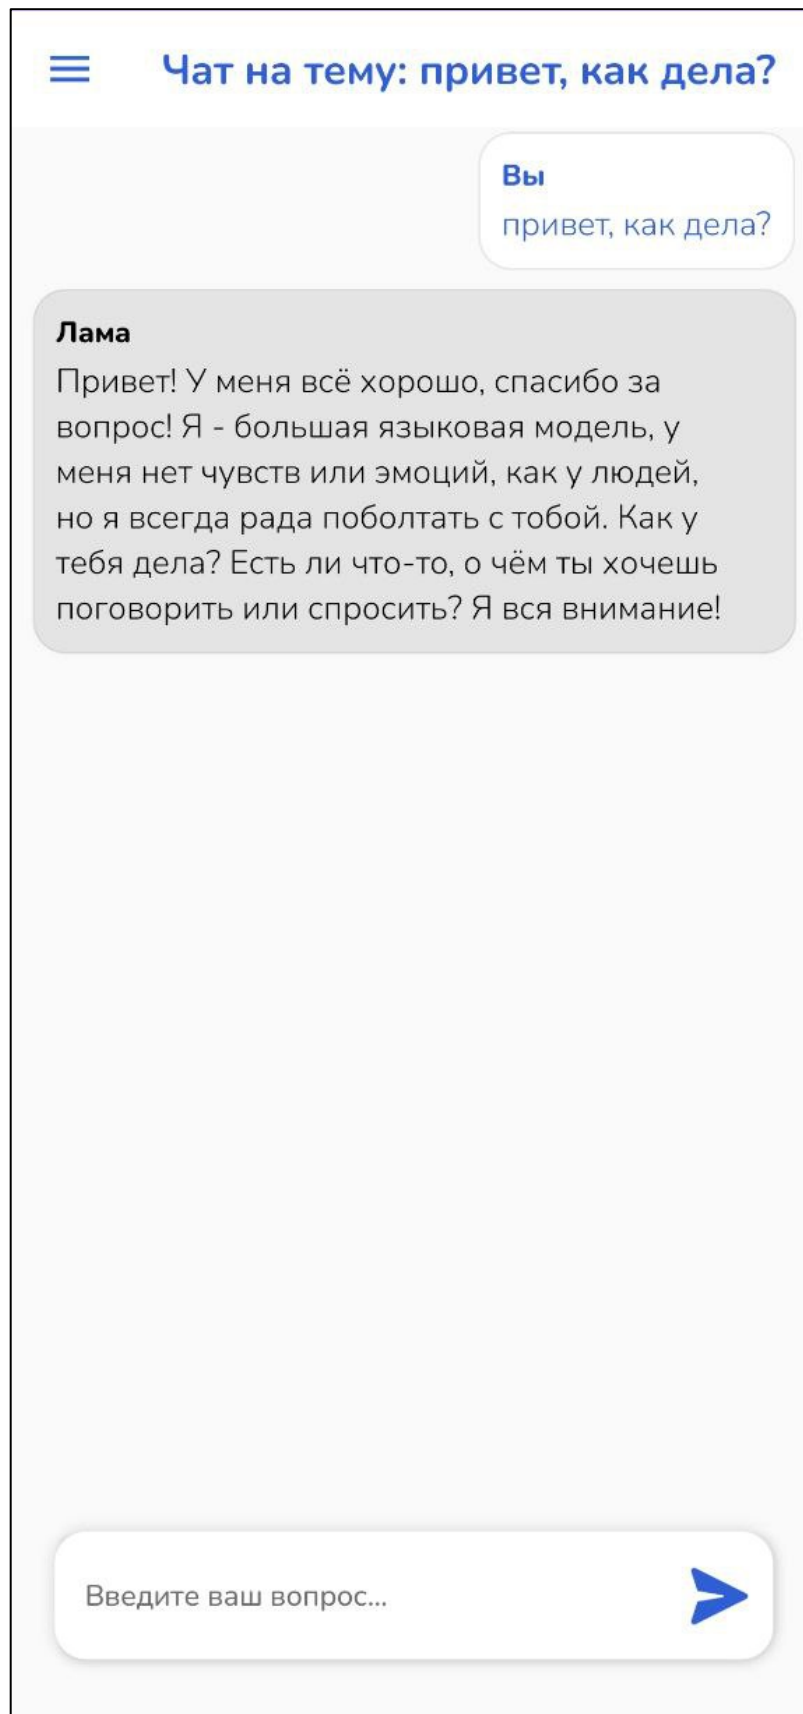 Чат на тему: привет, как дела?
Вы
привет, как дела?
Лама
Привет! У меня всё хорошо, спасибо за
вопрос! Я - большая языковая модель, у
меня нет чувств или эмоций, как у людей,
но я всегда рада поболтать с тобой. Как у
тебя дела? Есть ли что-то, о чём ты хочешь
поговорить или спросить? Я вся внимание!
Введите ваш вопрос...